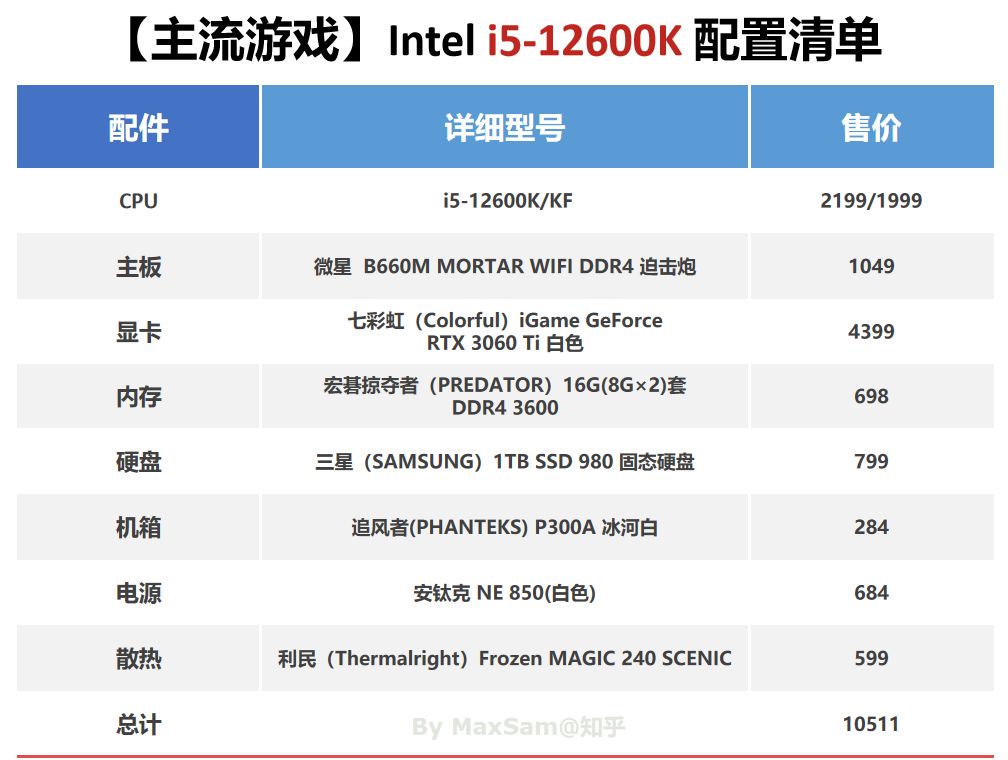 【主流游戏】Intel i5-12600K 配置清单
配件 详细型号 售价
CPU i5-12600K/KF 2199/1999
主板 微星 B660M MORTAR WIFI DDR4 迫击炮 1049
显卡 七彩虹（Colorful）iGame GeForce
RTX 3060 Ti 白色 4399
内存 宏碁掠夺者（PREDATOR）16G(8G×2)套
DDR4 3600 698
硬盘 三星（SAMSUNG）1TB SSD 980 固态硬盘 799
机箱 追风者(PHANTEKS) P300A 冰河白 284
电源 安钛克 NE 850(白色) 684
散热 利民（Thermalright）Frozen MAGIC 240 SCENIC 599
总计 By MaxSam@知乎 10511